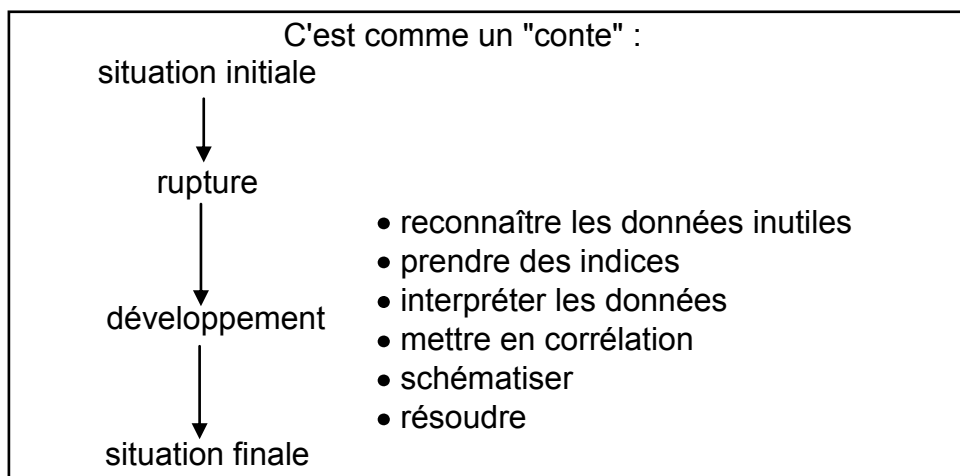 C'est comme un "conte" :
situation initiale
rupture
développement
situation finale
• reconnaître les données inutiles
• prendre des indices
• interpréter les données
• mettre en corrélation
• schématiser
• résoudre